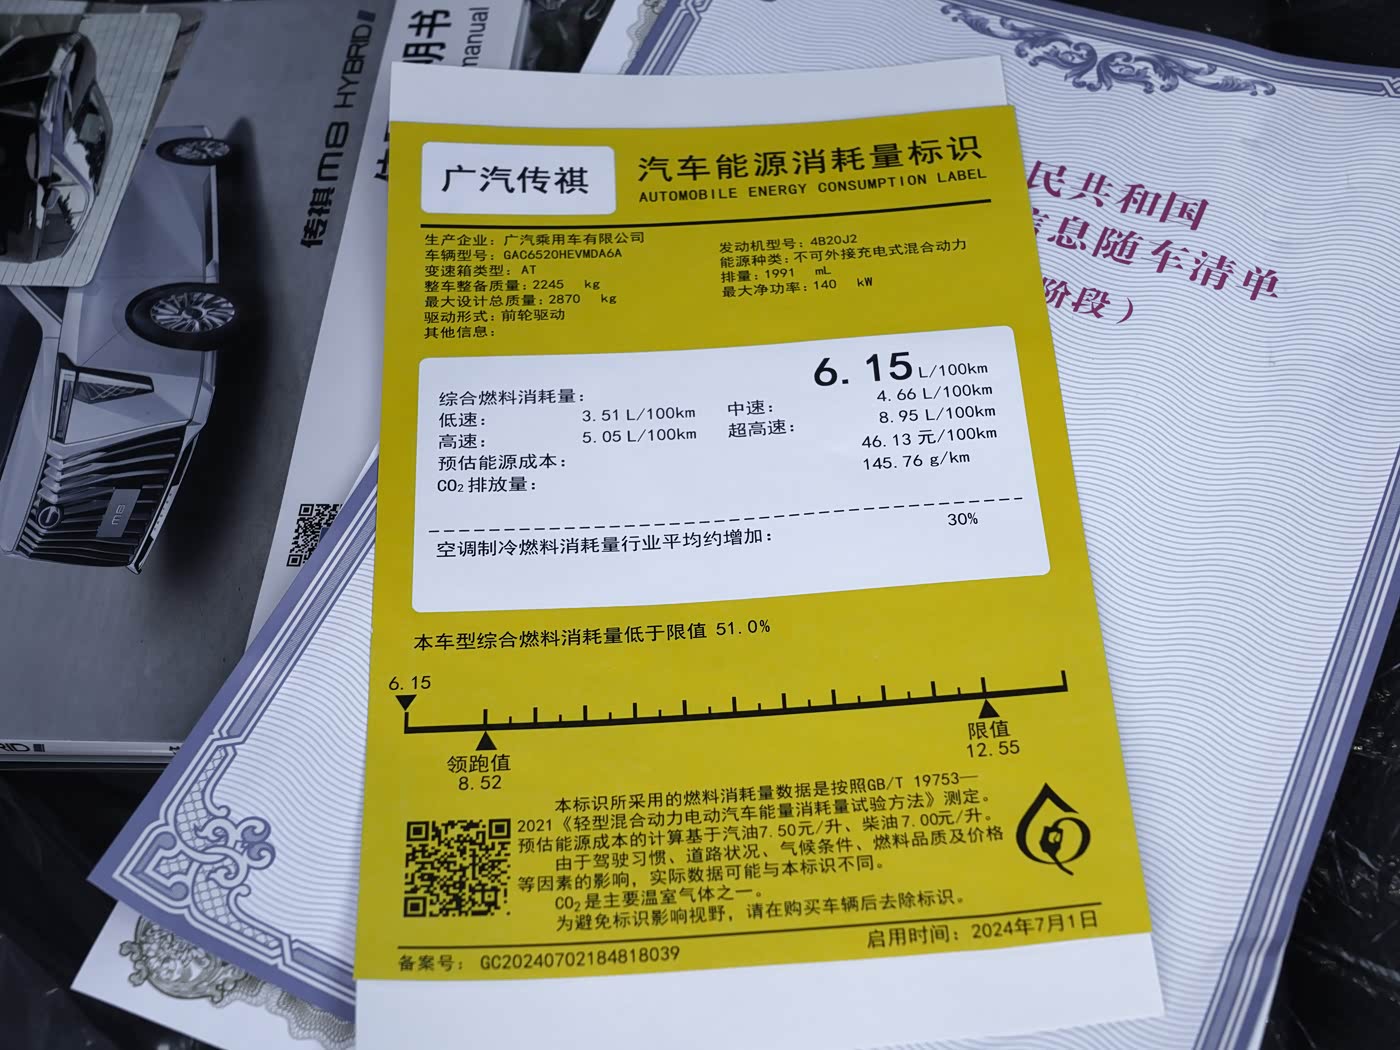 传祺 M8 HYBRID
明书
manual
M8
民共和国
信息随车清单
阶段）
广汽传祺
汽车能源消耗量标识
AUTOMOBILE ENERGY CONSUMPTION LABEL
生产企业：广汽乘用车有限公司
车辆型号：GAC6520HEVMDA6A
变速箱类型：AT
整车整备质量：2245 kg
最大设计总质量：2870 kg
驱动形式：前轮驱动
其他信息：
发动机型号：4B20J2
能源种类：不可外接充电式混合动力
排量：1991 mL
最大净功率：140 kW
综合燃料消耗量： 6.15 L/100km
低速： 3.51 L/100km 中速： 4.66 L/100km
高速： 5.05 L/100km 超高速： 8.95 L/100km
预估能源成本： 46.13 元/100km
CO₂排放量： 145.76 g/km
空调制冷燃料消耗量行业平均约增加： 30%
本车型综合燃料消耗量低于限值 51.0%
6.15
领跑值
8.52
限值
12.55
本标识所采用的燃料消耗量数据是按照GB/T 19753—
2021《轻型混合动力电动汽车能量消耗量试验方法》测定。
预估能源成本的计算基于汽油7.50元/升、柴油7.00元/升。
由于驾驶习惯、道路状况、气候条件、燃料品质及价格
等因素的影响，实际数据可能与本标识不同。
CO₂是主要温室气体之一。
为避免标识影响视野，请在购买车辆后去除标识。
备案号： GC20240702184818039
启用时间：2024年7月1日